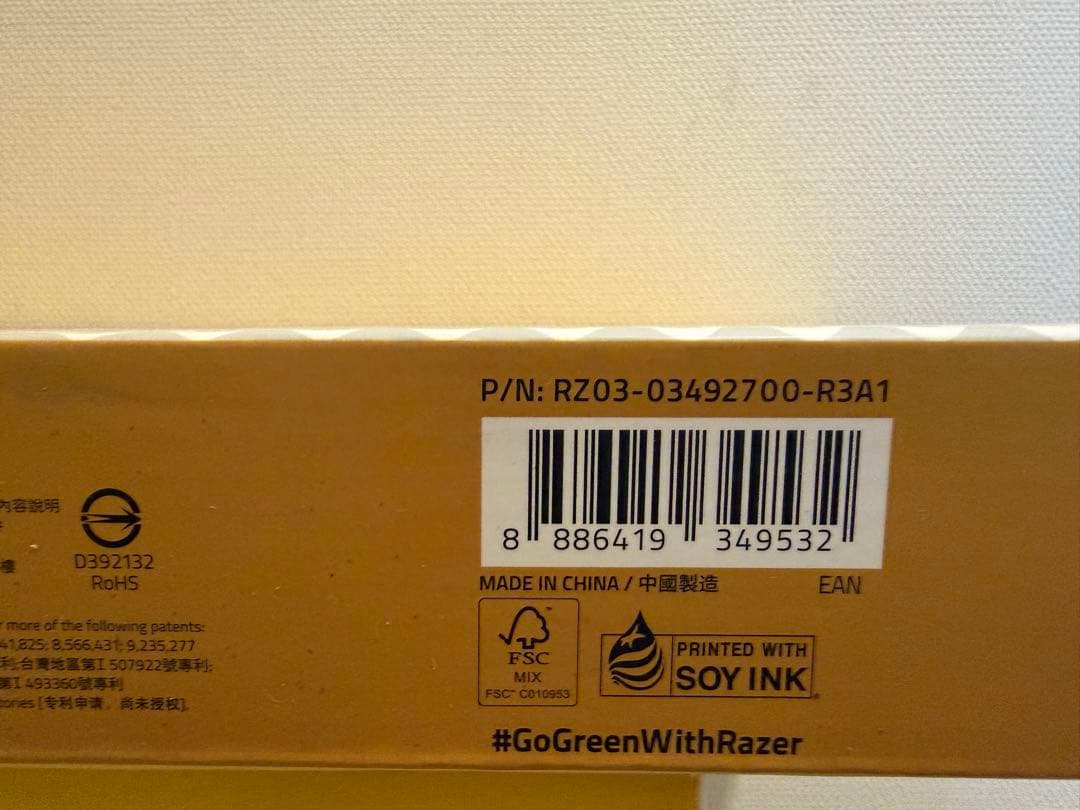 P/N: RZ03-03492700-R3A1
8 886419 349532
MADE IN CHINA / 中國製造 EAN
內容說明
樓
D392132
RoHS
more of the following patents:
41,825; 8,566,431; 9,235,277
利;台灣地區第I 507922號專利;
第I 493360號專利
[专利申请，尚未授权].
FSC
MIX
FSC™ C010953
PRINTED WITH
SOY INK
#GoGreenWithRazer